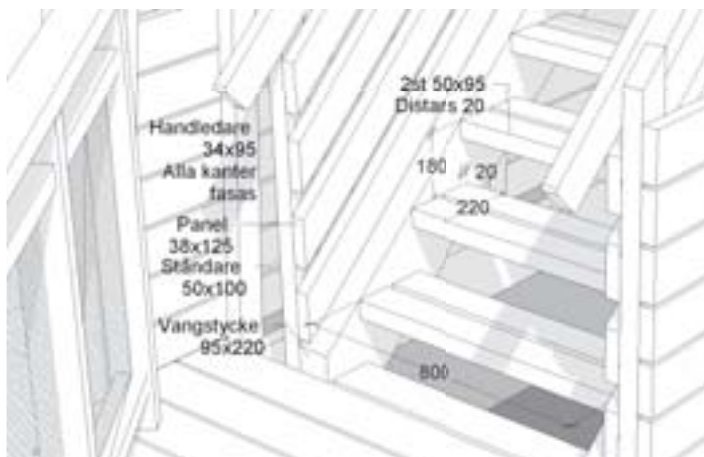 2st 50x95
Distans 20
Handledare
34x95
Alla kanter
fasas
180
20
220
Panel
38x125
Ståndare
50x100
Vangstycke
95x220
800